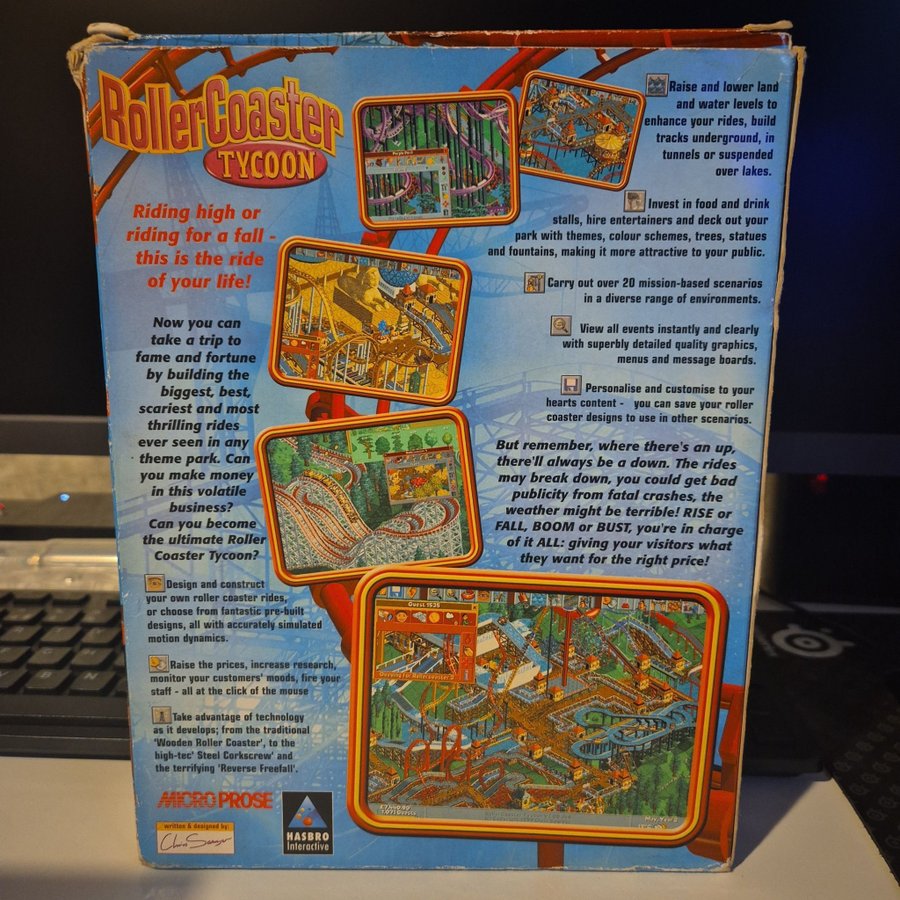 RollerCoaster
TYCOON
Riding high or
riding for a fall -
this is the ride
of your life!
Now you can
take a trip to
fame and fortune
by building the
biggest, best,
scariest and most
thrilling rides
ever seen in any
theme park. Can
you make money
in this volatile
business?
Can you become
the ultimate Roller
Coaster Tycoon?
Design and construct
your own roller coaster rides,
or choose from fantastic pre-built
designs, all with accurately simulated
motion dynamics.
Raise the prices, increase research,
monitor your customers' moods, fire your
staff - all at the click of the mouse
Take advantage of technology
as it develops; from the traditional
'Wooden Roller Coaster', to the
high-tec' Steel Corkscrew' and
the terrifying 'Reverse Freefall'.
MICROPROSE
written & designed by:
Chris Sawyer
HASBRO
Interactive
Raise and lower land
and water levels to
enhance your rides, build
tracks underground, in
tunnels or suspended
over lakes.
Invest in food and drink
stalls, hire entertainers and deck out your
park with themes, colour schemes, trees, statues
and fountains, making it more attractive to your public.
Carry out over 20 mission-based scenarios
in a diverse range of environments.
View all events instantly and clearly
with superbly detailed quality graphics,
menus and message boards.
Personalise and customise to your
hearts content - you can save your roller
coaster designs to use in other scenarios.
But remember, where there's an up,
there'll always be a down. The rides
may break down, you could get bad
publicity from fatal crashes, the
weather might be terrible! RISE or
FALL, BOOM or BUST, you're in charge
of it ALL: giving your visitors what
they want for the right price!
Guest 1535
Queuing for Rollercoaster 2